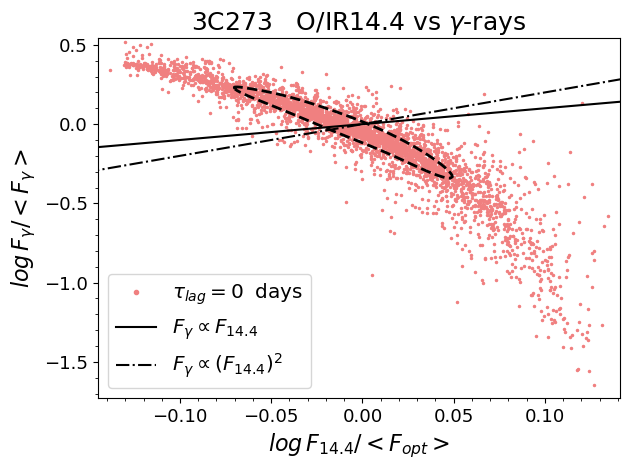 3C273 O/IR14.4 vs γ-rays
log F_γ/<F_γ>
0.5
0.0
−0.5
−1.0
−1.5
τ_lag = 0 days
F_γ ∝ F_14.4
F_γ ∝ (F_14.4)^2
−0.10 −0.05 0.00 0.05 0.10
log F_14.4/<F_opt>